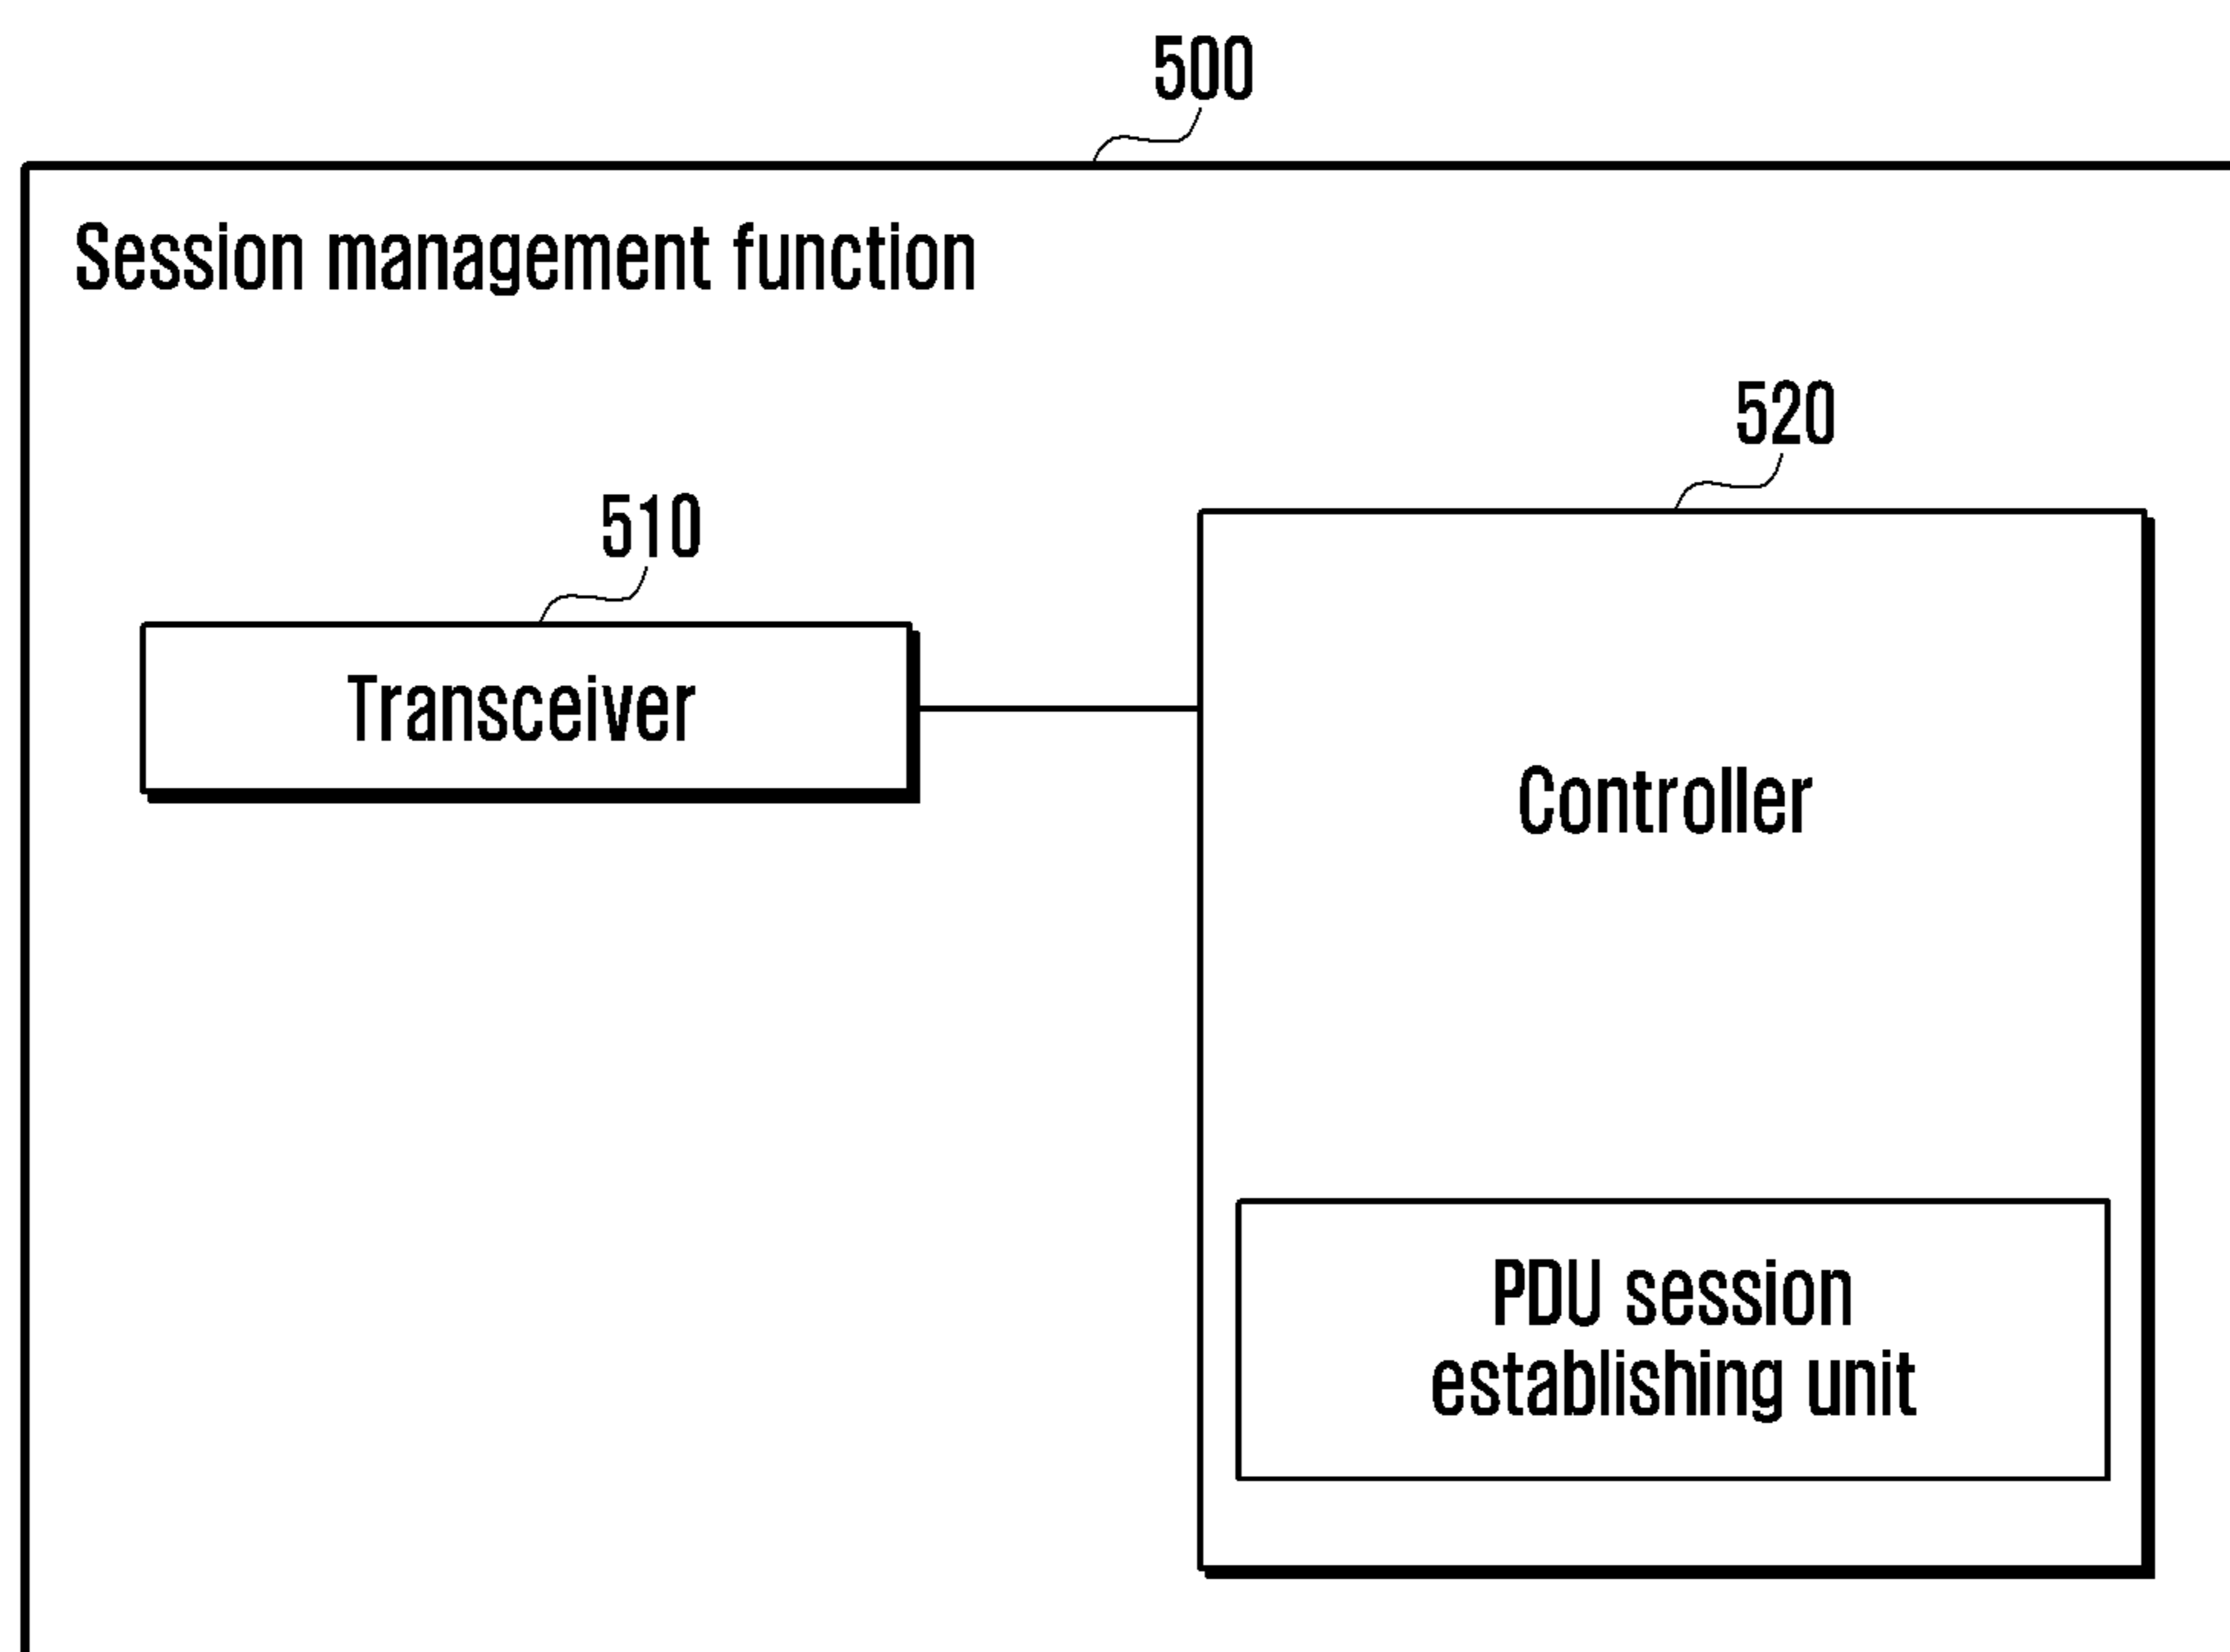 500
Session management function
520
510
Transceiver
Controller
PDU session
establishing unit